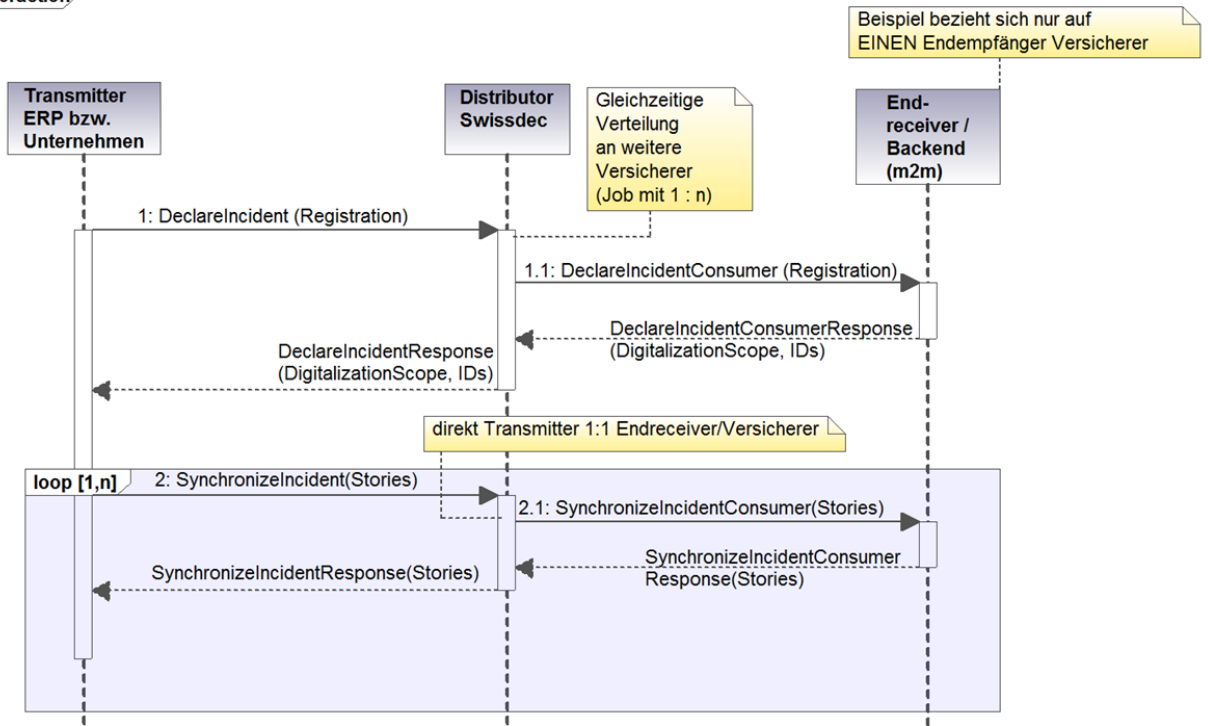 Beispiel bezieht sich nur auf
EINEN Endempfänger Versicherer
Transmitter
ERP bzw.
Unternehmen
Distributor
Swissdec
Gleichzeitige
Verteilung
an weitere
Versicherer
(Job mit 1 : n)
End-
receiver /
Backend
(m2m)
1: DeclareIncident (Registration)
1.1: DeclareIncidentConsumer (Registration)
DeclareIncidentConsumerResponse
(DigitalizationScope, IDs)
DeclareIncidentResponse
(DigitalizationScope, IDs)
direkt Transmitter 1:1 Endreceiver/Versicherer
loop [1,n]
2: SynchronizeIncident(Stories)
2.1: SynchronizeIncidentConsumer(Stories)
SynchronizeIncidentConsumer
Response(Stories)
SynchronizeIncidentResponse(Stories)